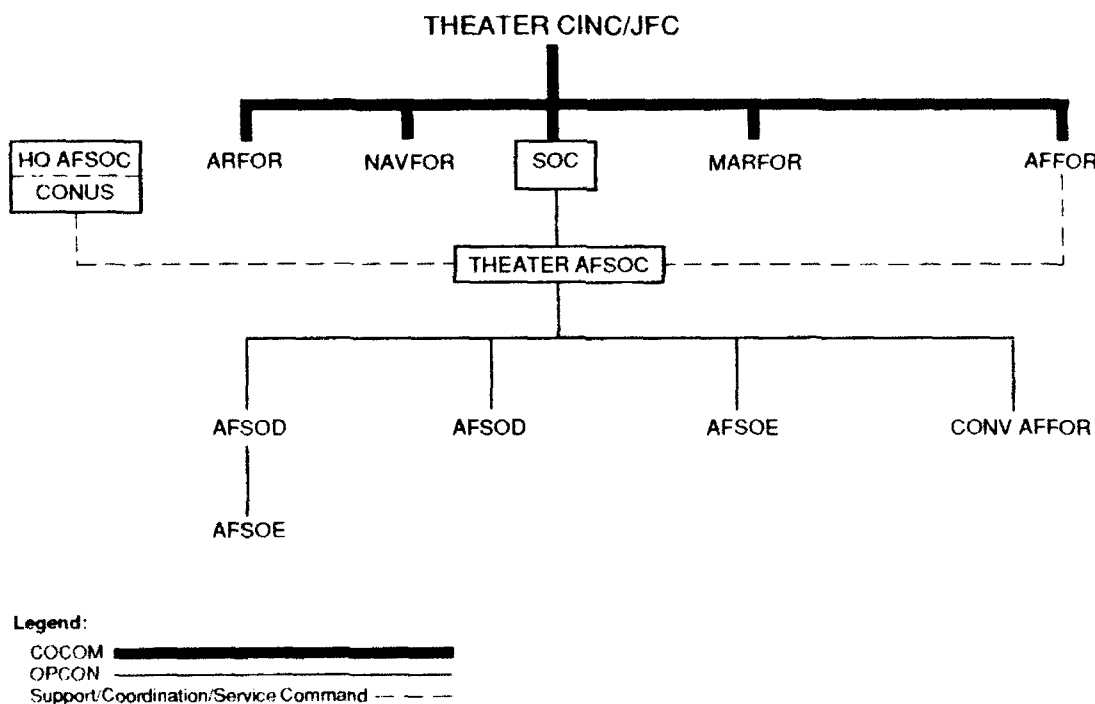 THEATER CINC/JFC
HO AFSOC
CONUS
ARFOR
NAVFOR
SOC
MARFOR
AFFOR
THEATER AFSOC
AFSOD
AFSOD
AFSOE
CONV AFFOR
AFSOE
Legend:
COCOM
OPCON
Support/Coordination/Service Command